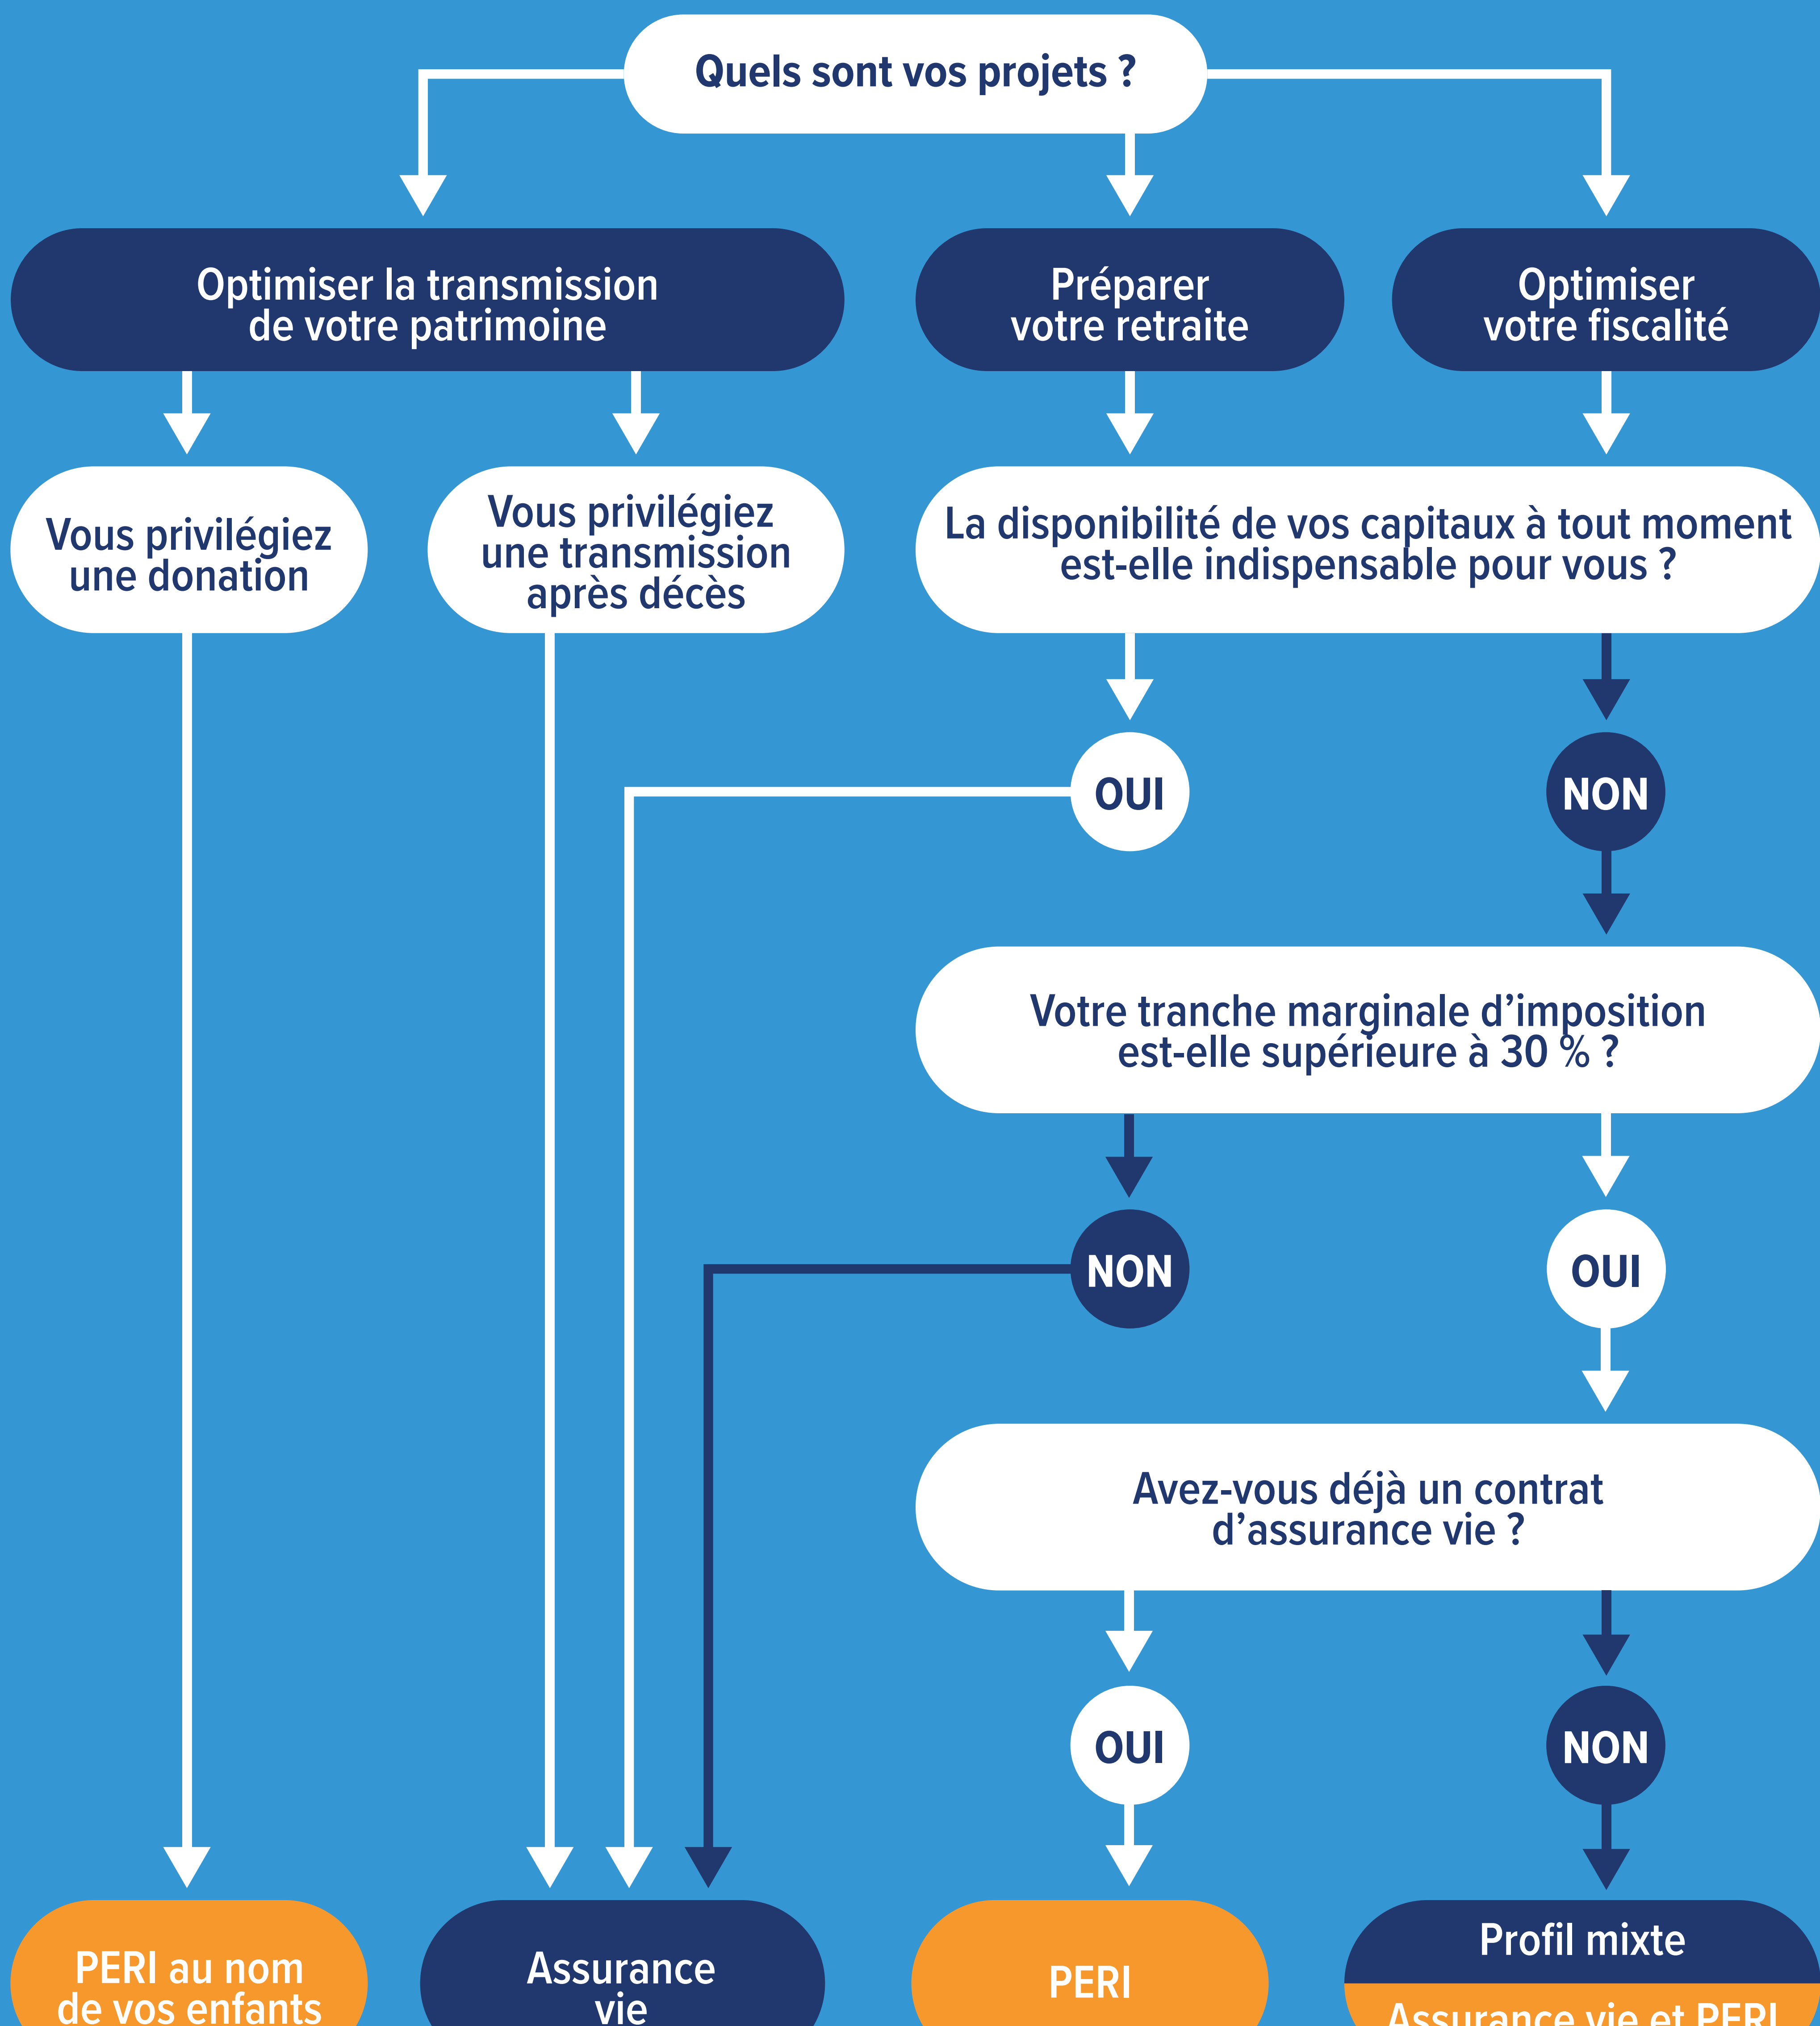 Quels sont vos projets ?
Optimiser la transmission
de votre patrimoine
Préparer
votre retraite
Optimiser
votre fiscalité
Vous privilégiez
une donation
Vous privilégiez
une transmission
après décès
La disponibilité de vos capitaux à tout moment
est-elle indispensable pour vous ?
OUI
NON
Votre tranche marginale d’imposition
est-elle supérieure à 30 % ?
NON
OUI
Avez-vous déjà un contrat
d’assurance vie ?
OUI
NON
PERI au nom
de vos enfants
Assurance
vie
PERI
Profil mixte
Assurance vie et PERI